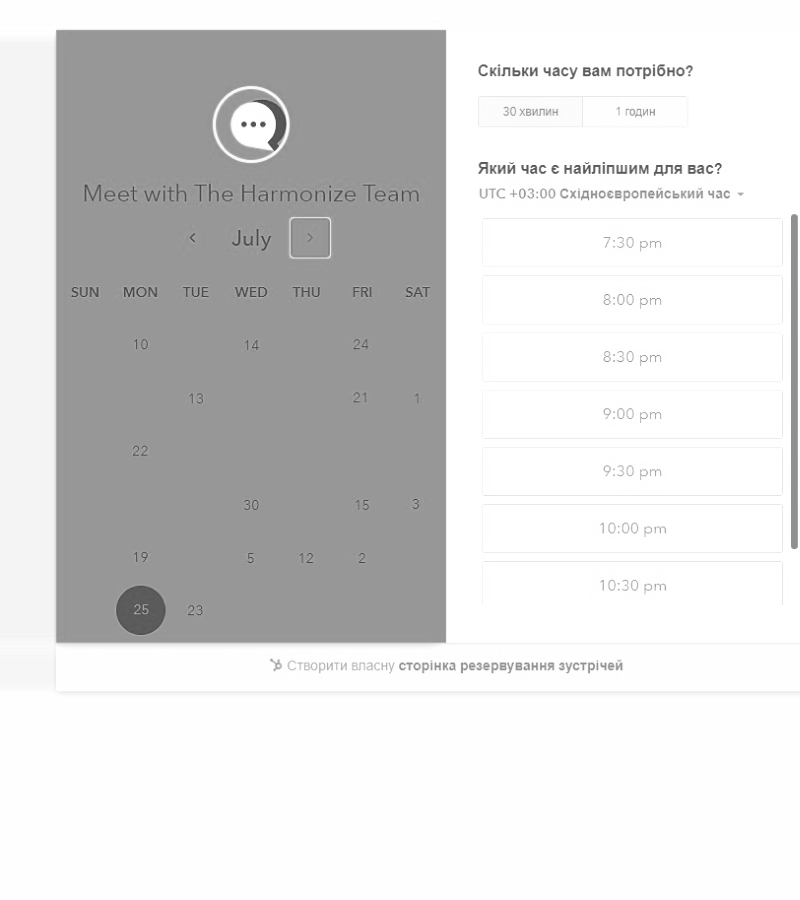 Meet with The Harmonize Team
July
SUN MON TUE WED THU FRI SAT
10 14 24
13 21 1
22
30 15 3
19 5 12 2
25 23
Скільки часу вам потрібно?
30 хвилин 1 годин
Який час є найліпшим для вас?
UTC +03:00 Східноєвропейський час
7:30 pm
8:00 pm
8:30 pm
9:00 pm
9:30 pm
10:00 pm
10:30 pm
Створити власну сторінка резервування зустрічей